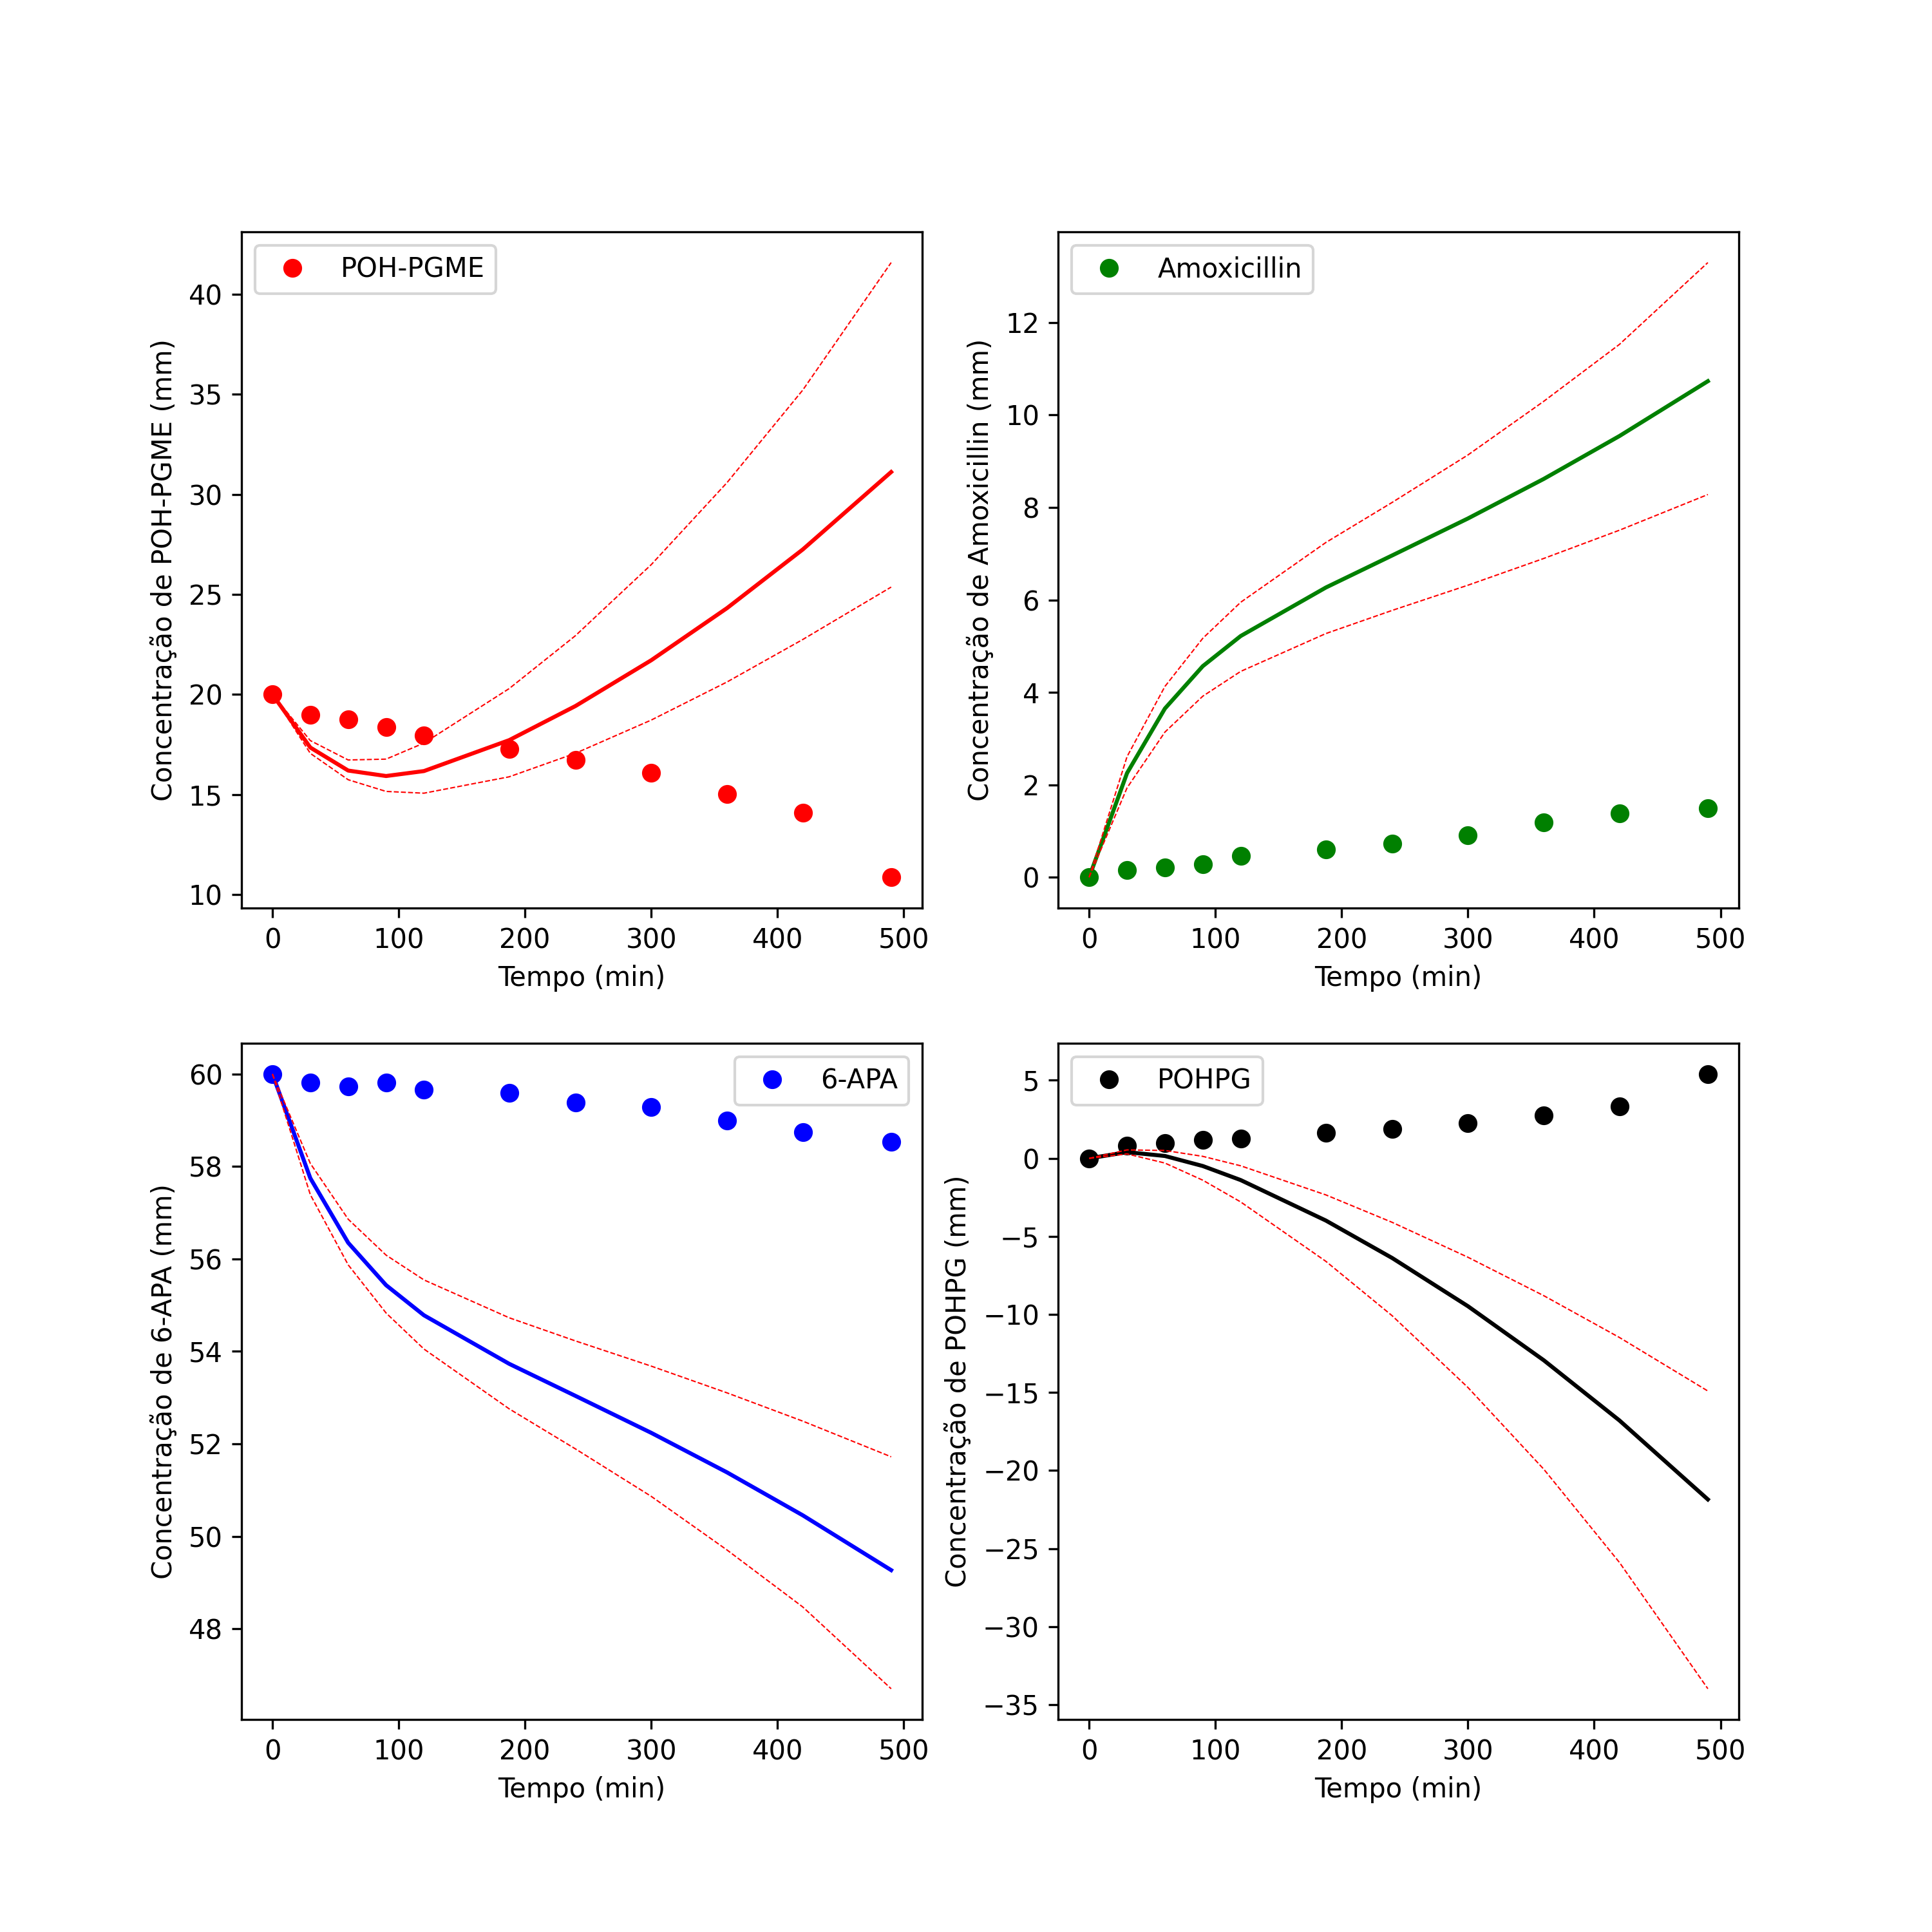 POH-PGME
Concentração de POH-PGME (mm)
40
35
30
25
20
15
10
0 100 200 300 400 500
Tempo (min)
Amoxicillin
Concentração de Amoxicillin (mm)
12
10
8
6
4
2
0
0 100 200 300 400 500
Tempo (min)
6-APA
Concentração de 6-APA (mm)
60
58
56
54
52
50
48
0 100 200 300 400 500
Tempo (min)
POHPG
Concentração de POHPG (mm)
5
0
−5
−10
−15
−20
−25
−30
−35
0 100 200 300 400 500
Tempo (min)